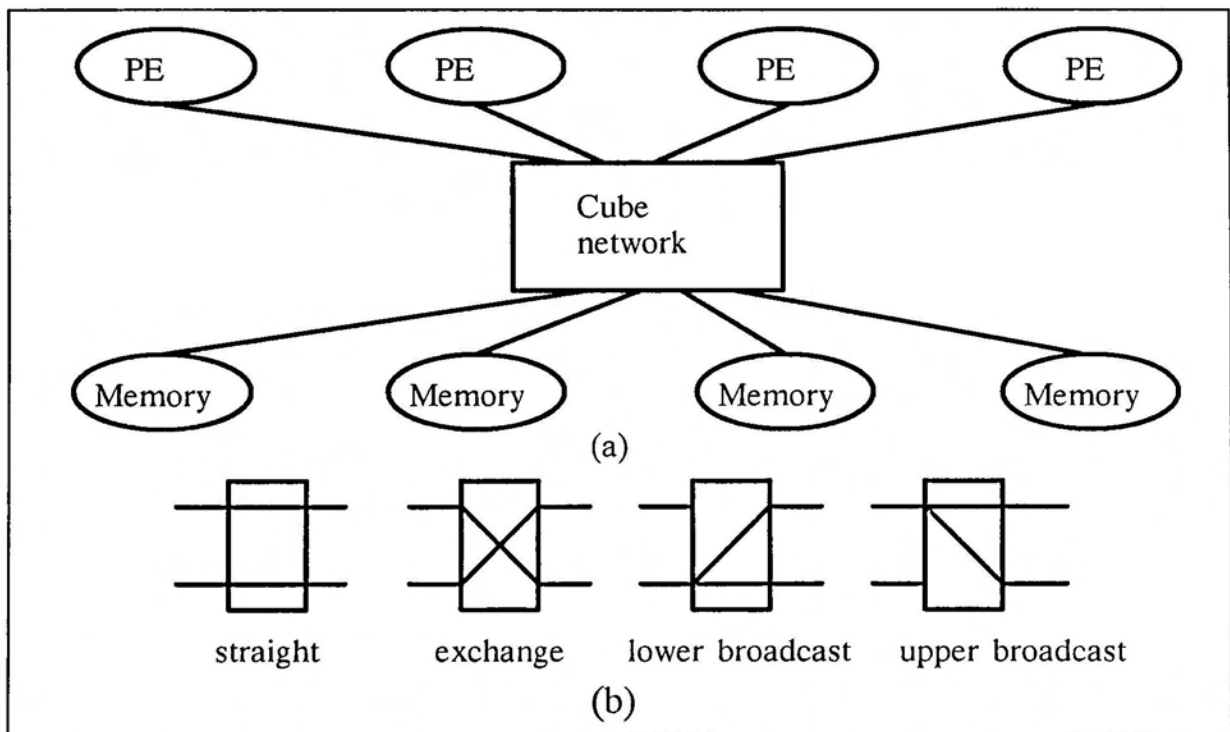 PE PE PE PE
Cube
network
Memory Memory Memory Memory
(a)
straight exchange lower broadcast upper broadcast
(b)